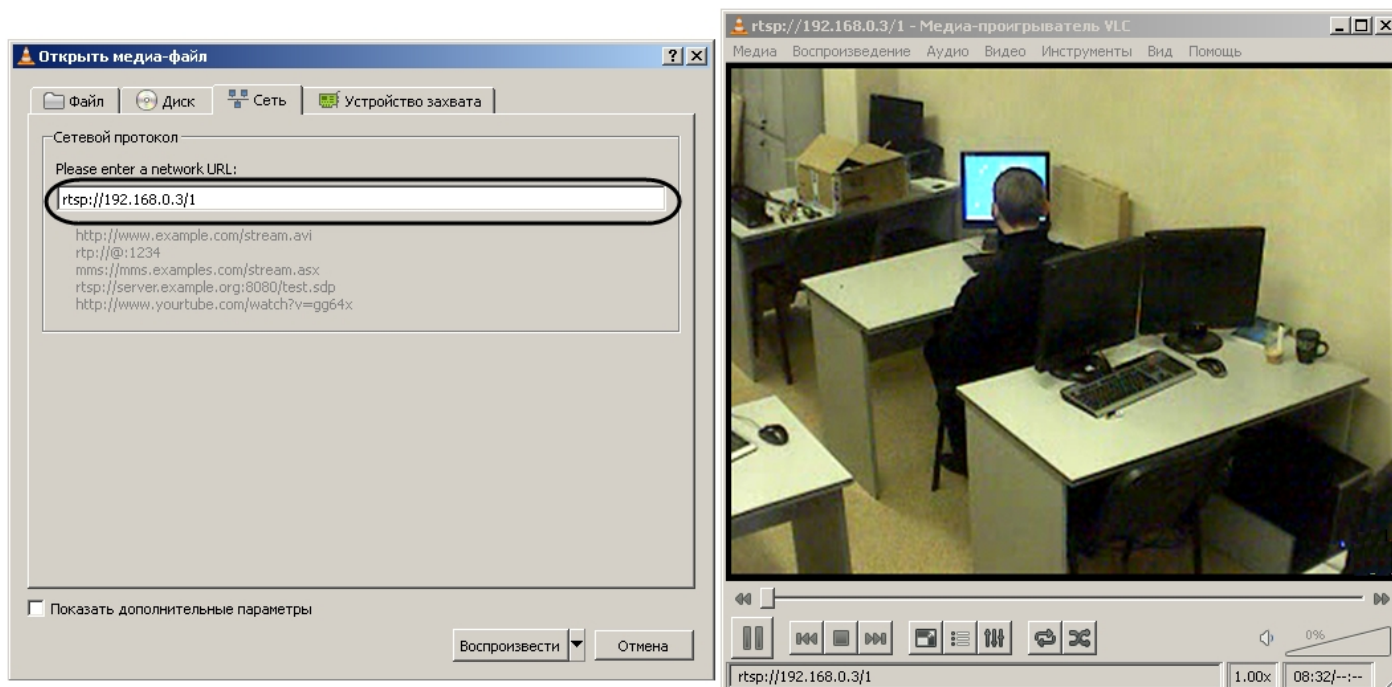 Открыть медиа-файл
Файл
Диск
Сеть
Устройство захвата
Сетевой протокол
Please enter a network URL:
rtsp://192.168.0.3/1
http://www.example.com/stream.avi
rtp://@:1234
mms://mms.examples.com/stream.asx
rtsp://server.example.org:8080/test.sdp
http://www.yourtube.com/watch?v=gg64x
Показать дополнительные параметры
Воспроизвести
Отмена
rtsp://192.168.0.3/1 - Медиа-проигрыватель VLC
Медиа Воспроизведение Аудио Видео Инструменты Вид Помощь
0%
rtsp://192.168.0.3/1
1.00x
08:32/--:--